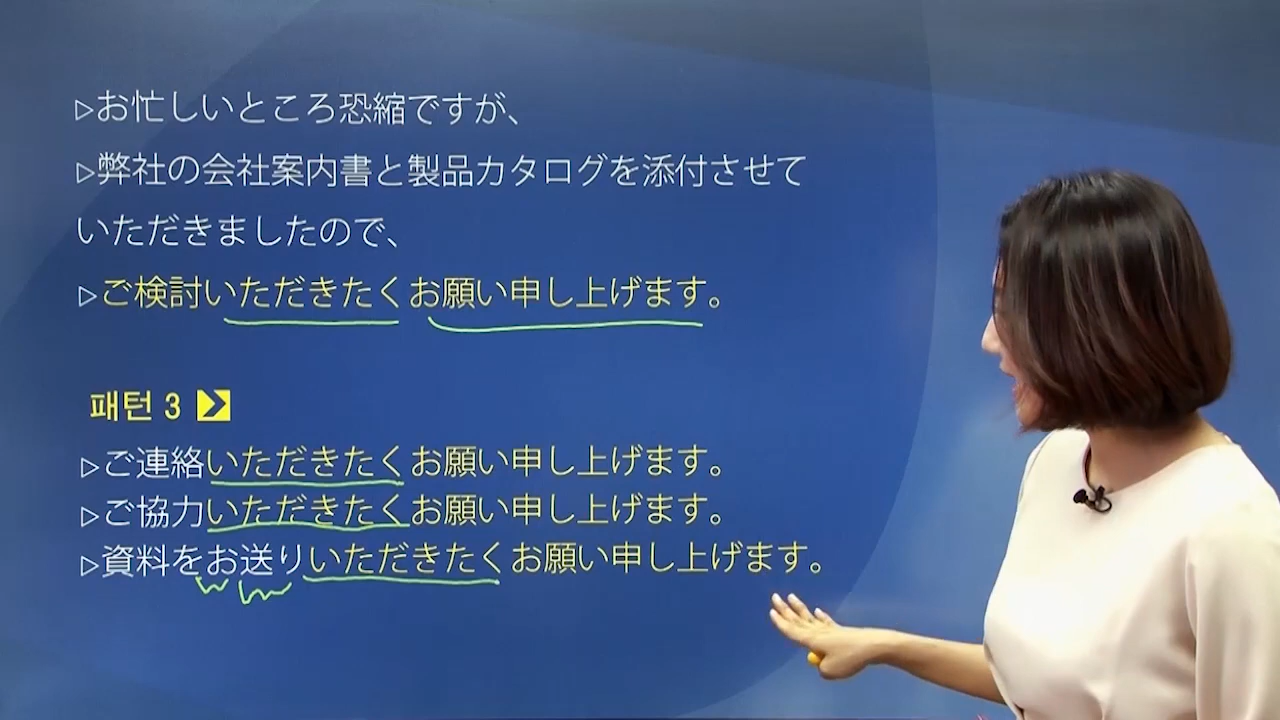 ▷お忙しいところ恐縮ですが、
▷弊社の会社案内書と製品カタログを添付させて
いただきましたので、
▷ご検討いただきたくお願い申し上げます。
패턴 3
▷ご連絡いただきたくお願い申し上げます。
▷ご協力いただきたくお願い申し上げます。
▷資料をお送りいただきたくお願い申し上げます。